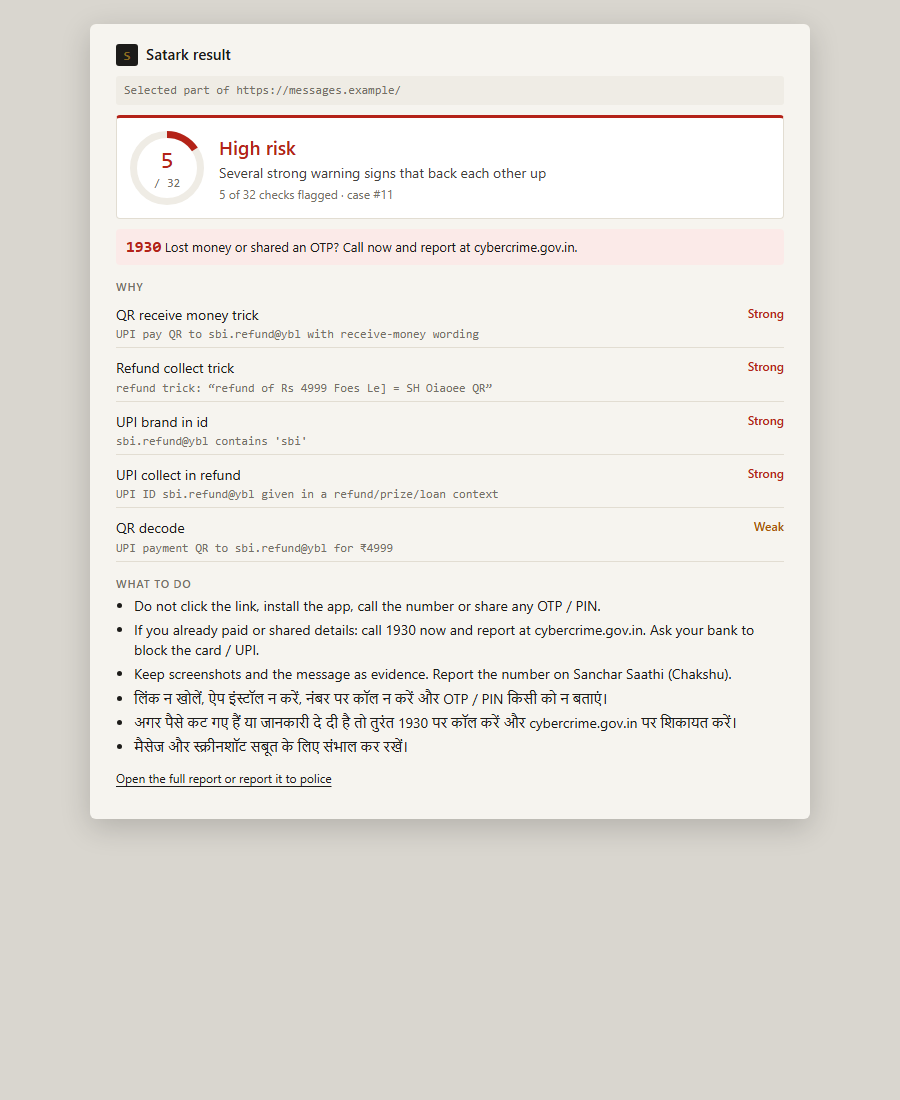 S Satark result
Selected part of https://messages.example/
5
/ 32
High risk
Several strong warning signs that back each other up
5 of 32 checks flagged · case #11
1930 Lost money or shared an OTP? Call now and report at cybercrime.gov.in.
WHY
QR receive money trick Strong
UPI pay QR to sbi.refund@ybl with receive-money wording
Refund collect trick Strong
refund trick: “refund of Rs 4999 Foes Le] = SH Oiaoee QR”
UPI brand in id Strong
sbi.refund@ybl contains 'sbi'
UPI collect in refund Strong
UPI ID sbi.refund@ybl given in a refund/prize/loan context
QR decode Weak
UPI payment QR to sbi.refund@ybl for ₹4999
WHAT TO DO
• Do not click the link, install the app, call the number or share any OTP / PIN.
• If you already paid or shared details: call 1930 now and report at cybercrime.gov.in. Ask your bank to
block the card / UPI.
• Keep screenshots and the message as evidence. Report the number on Sanchar Saathi (Chakshu).
• लिंक न खोलें, ऐप इंस्टॉल न करें, नंबर पर कॉल न करें और OTP / PIN किसी को न बताएं।
• अगर पैसे कट गए हैं या जानकारी दे दी है तो तुरंत 1930 पर कॉल करें और cybercrime.gov.in पर शिकायत करें।
• मैसेज और स्क्रीनशॉट सबूत के लिए संभाल कर रखें।
Open the full report or report it to police